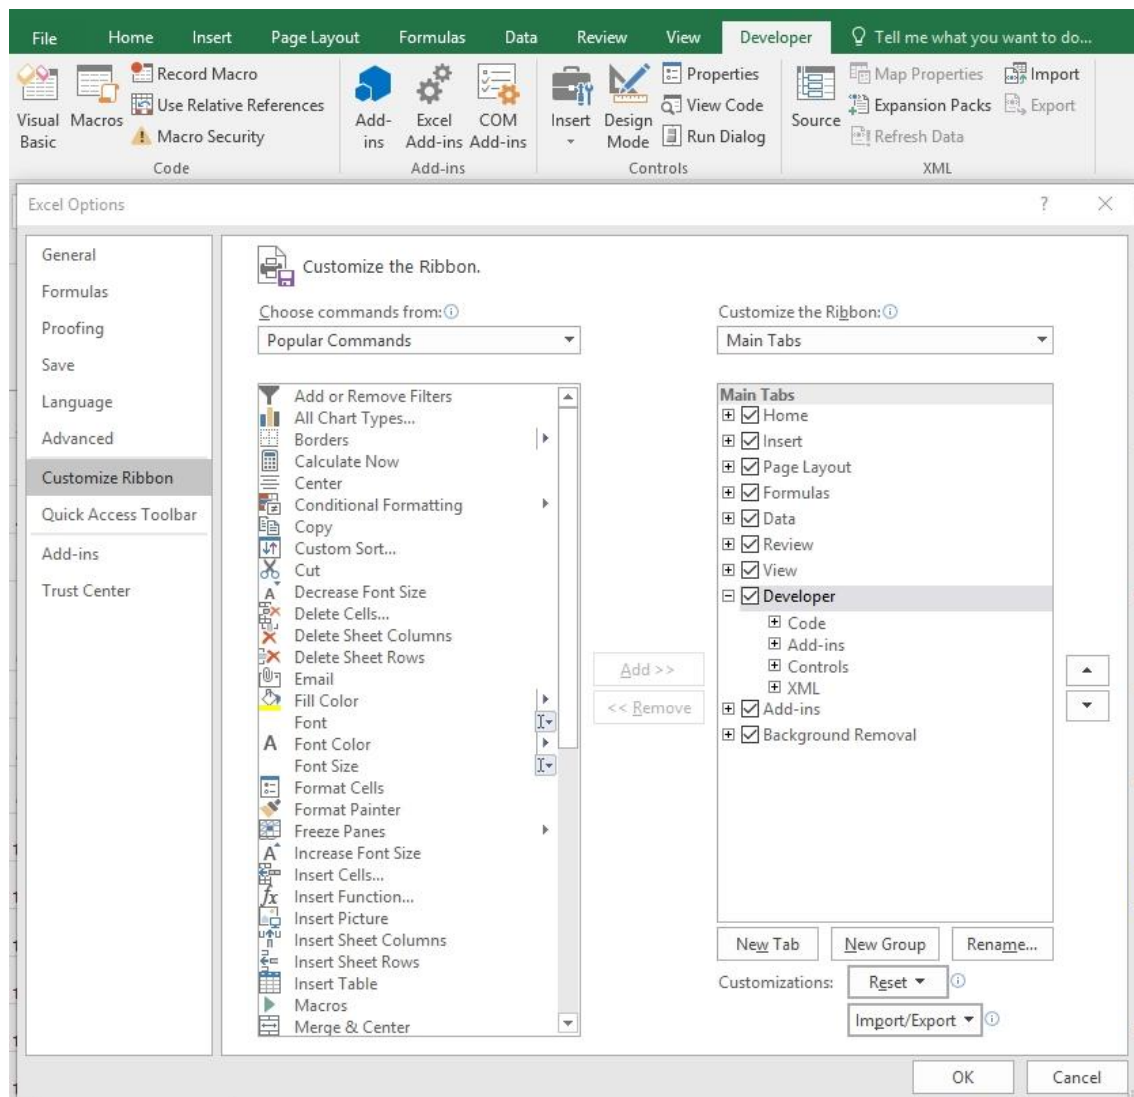 File Home Insert Page Layout Formulas Data Review View Developer Tell me what you want to do...
Visual Basic
Macros
Record Macro
Use Relative References
Macro Security
Code
Add-ins
Excel Add-ins
COM Add-ins
Add-ins
Insert
Design Mode
Properties
View Code
Run Dialog
Controls
Source
Map Properties
Expansion Packs
Refresh Data
Import
Export
XML
Excel Options ?
General
Formulas
Proofing
Save
Language
Advanced
Customize Ribbon
Quick Access Toolbar
Add-ins
Trust Center
Customize the Ribbon.
Choose commands from:
Popular Commands
Add or Remove Filters
All Chart Types...
Borders
Calculate Now
Center
Conditional Formatting
Copy
Custom Sort...
Cut
Decrease Font Size
Delete Cells...
Delete Sheet Columns
Delete Sheet Rows
Email
Fill Color
Font
Font Color
Font Size
Format Cells
Format Painter
Freeze Panes
Increase Font Size
Insert Cells...
Insert Function...
Insert Picture
Insert Sheet Columns
Insert Sheet Rows
Insert Table
Macros
Merge & Center
Add >>
<< Remove
Customize the Ribbon:
Main Tabs
Main Tabs
Home
Insert
Page Layout
Formulas
Data
Review
View
Developer
Code
Add-ins
Controls
XML
Add-ins
Background Removal
New Tab New Group Rename...
Customizations: Reset
Import/Export
OK Cancel